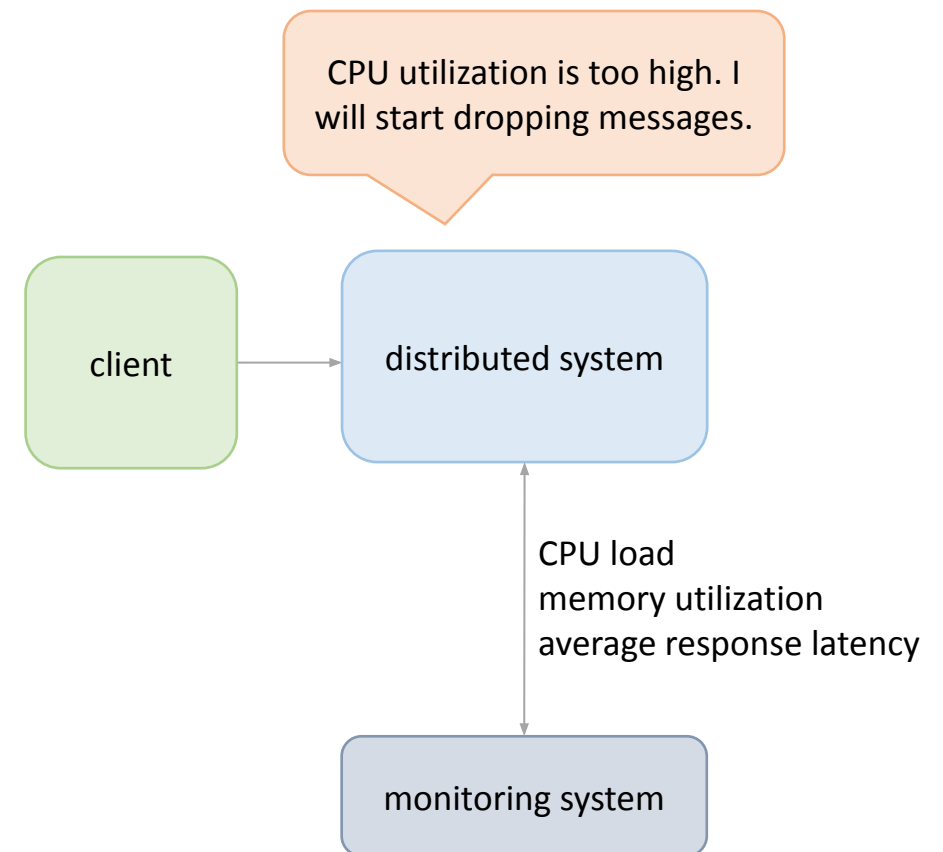 CPU utilization is too high. I
will start dropping messages.
client
distributed system
CPU load
memory utilization
average response latency
monitoring system